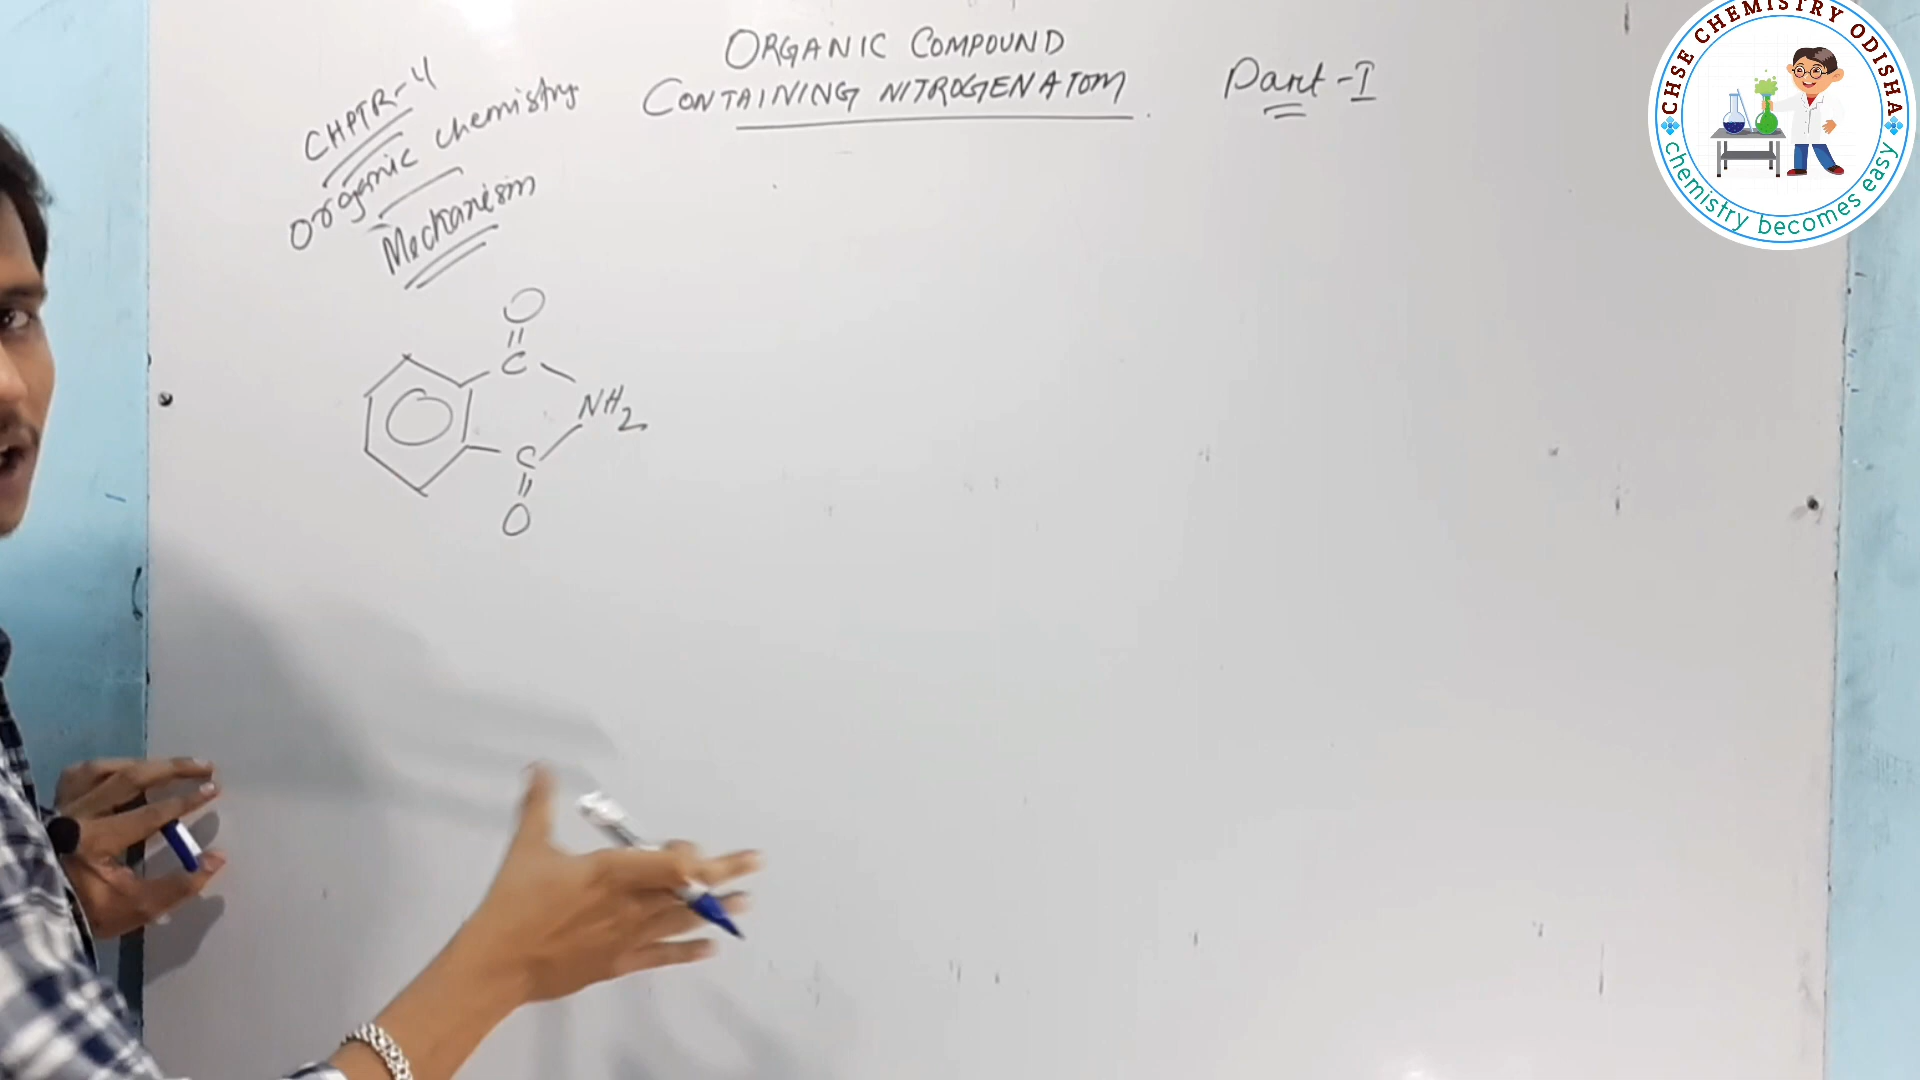 CHPTR-4
Organic chemistry
Mechanism
ORGANIC COMPOUND
CONTAINING NITROGEN ATOM
Part-I
O
C
NH2
C
O
CHSE CHEMISTRY ODISHA
chemistry becomes easy